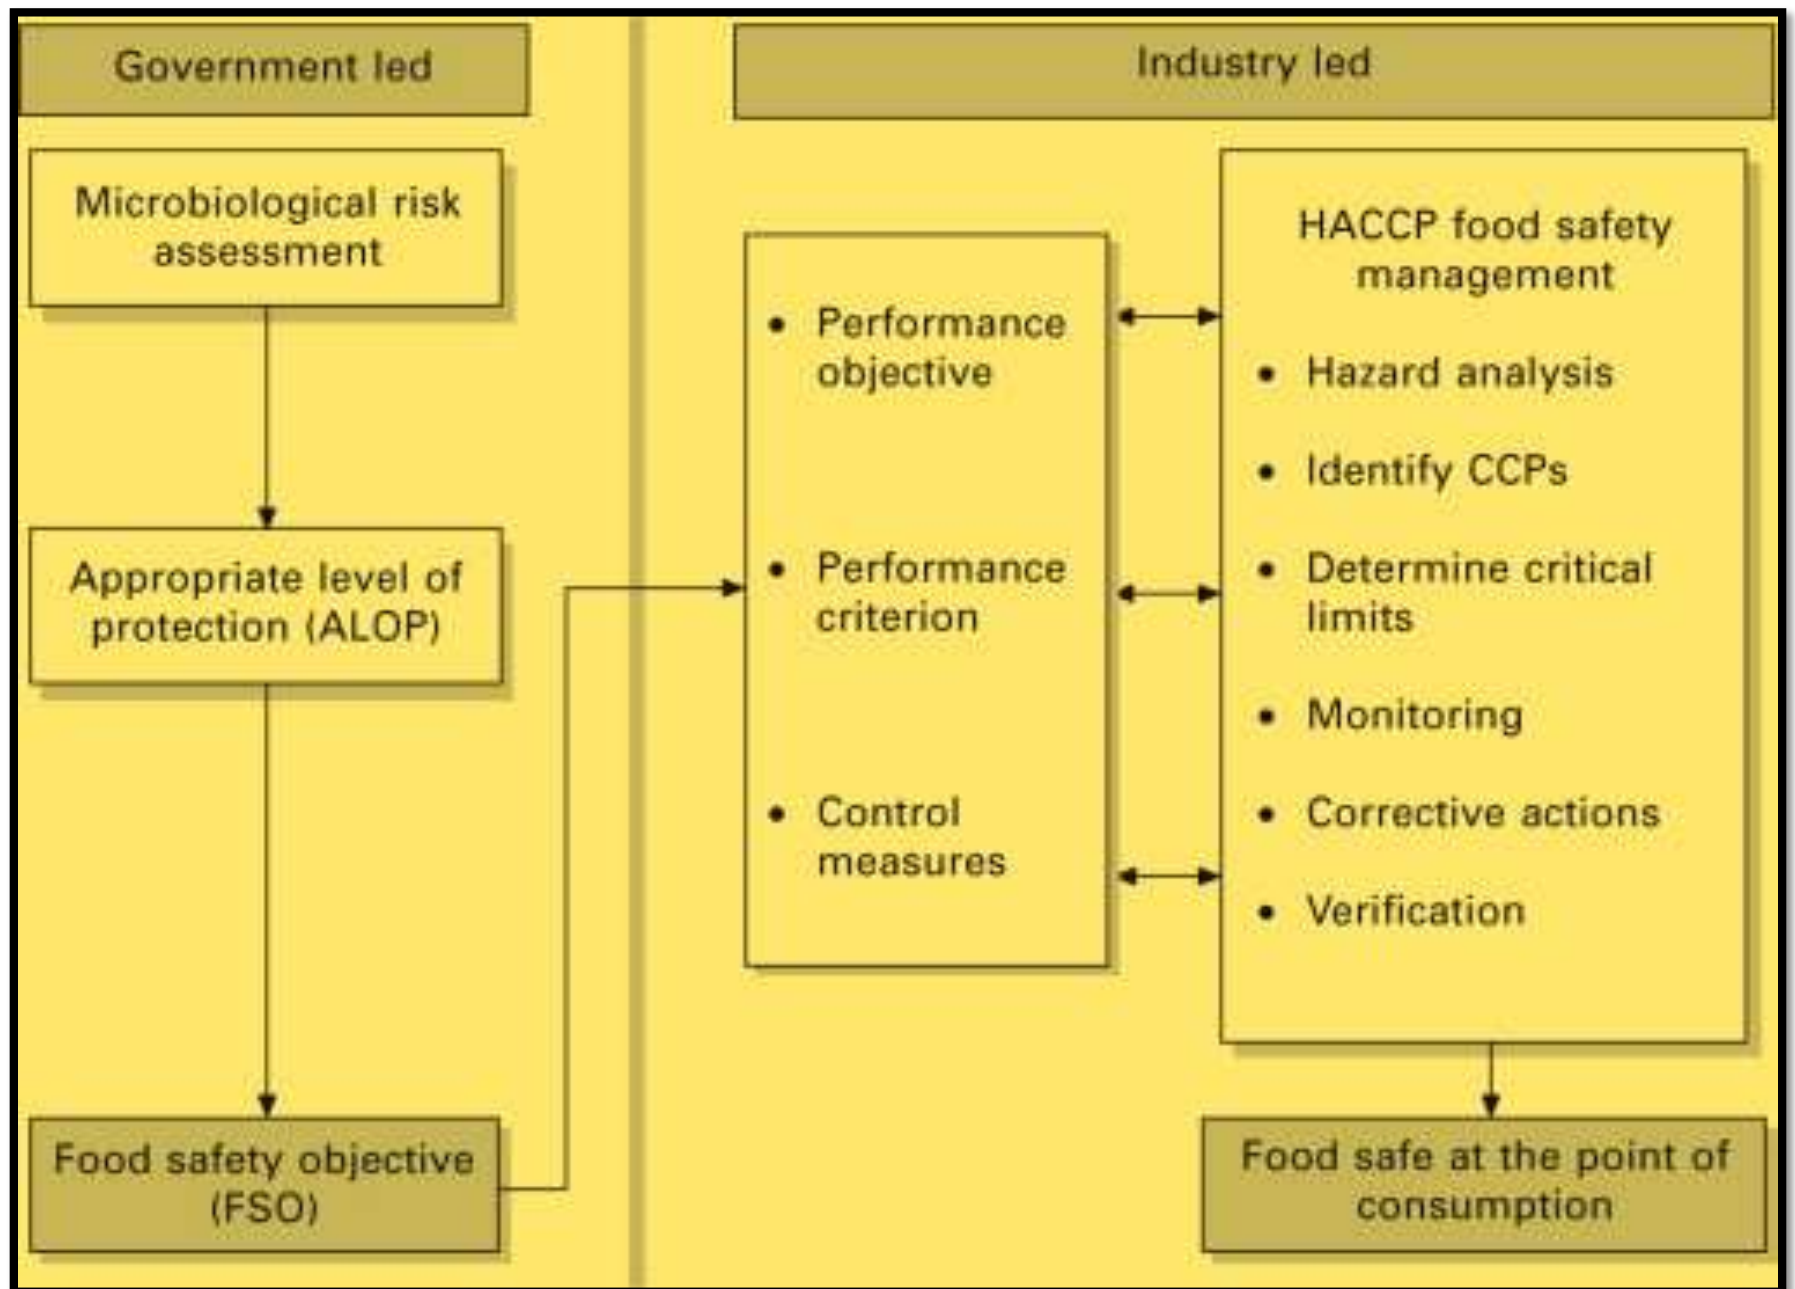 Government led
Microbiological risk
assessment
Appropriate level of
protection (ALOP)
Food safety objective
(FSO)
Industry led
• Performance
objective
• Performance
criterion
• Control
measures
HACCP food safety
management
• Hazard analysis
• Identify CCPs
• Determine critical
limits
• Monitoring
• Corrective actions
• Verification
Food safe at the point of
consumption